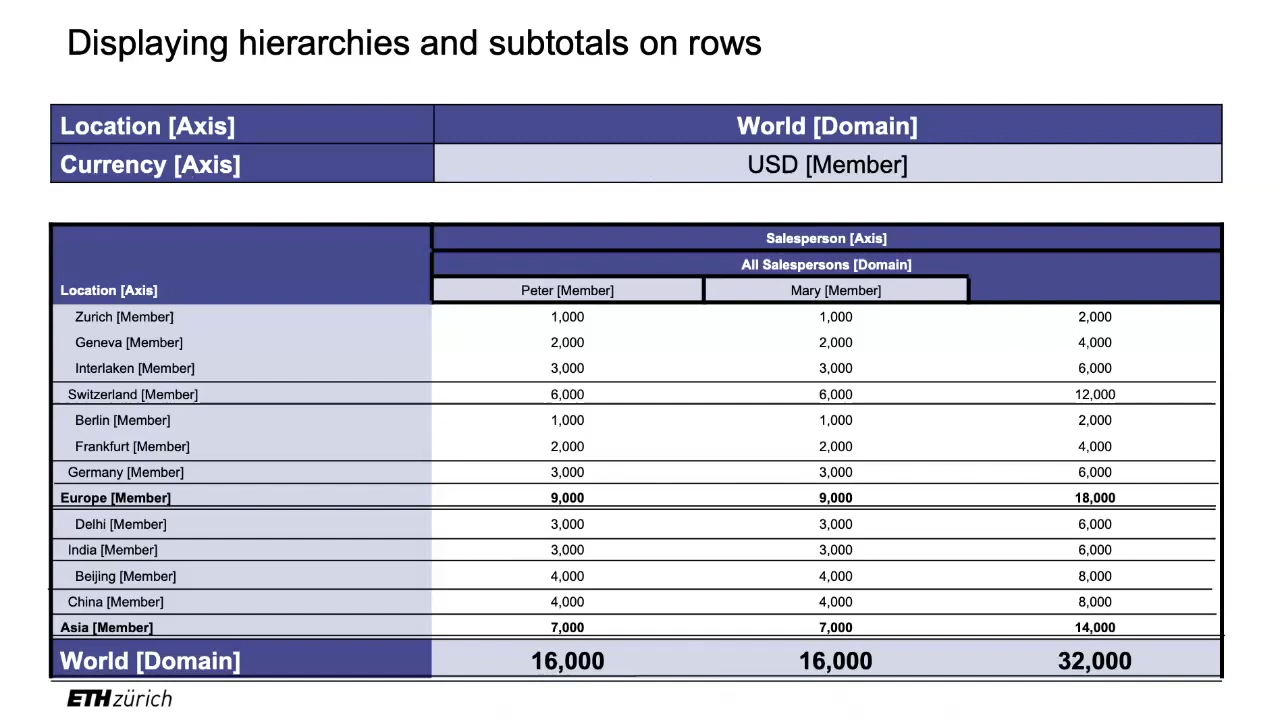 Displaying hierarchies and subtotals on rows
Location [Axis] World [Domain]
Currency [Axis] USD [Member]
Salesperson [Axis]
All Salespersons [Domain]
Location [Axis] Peter [Member] Mary [Member]
Zurich [Member] 1,000 1,000 2,000
Geneva [Member] 2,000 2,000 4,000
Interlaken [Member] 3,000 3,000 6,000
Switzerland [Member] 6,000 6,000 12,000
Berlin [Member] 1,000 1,000 2,000
Frankfurt [Member] 2,000 2,000 4,000
Germany [Member] 3,000 3,000 6,000
Europe [Member] 9,000 9,000 18,000
Delhi [Member] 3,000 3,000 6,000
India [Member] 3,000 3,000 6,000
Beijing [Member] 4,000 4,000 8,000
China [Member] 4,000 4,000 8,000
Asia [Member] 7,000 7,000 14,000
World [Domain] 16,000 16,000 32,000
ETH zürich